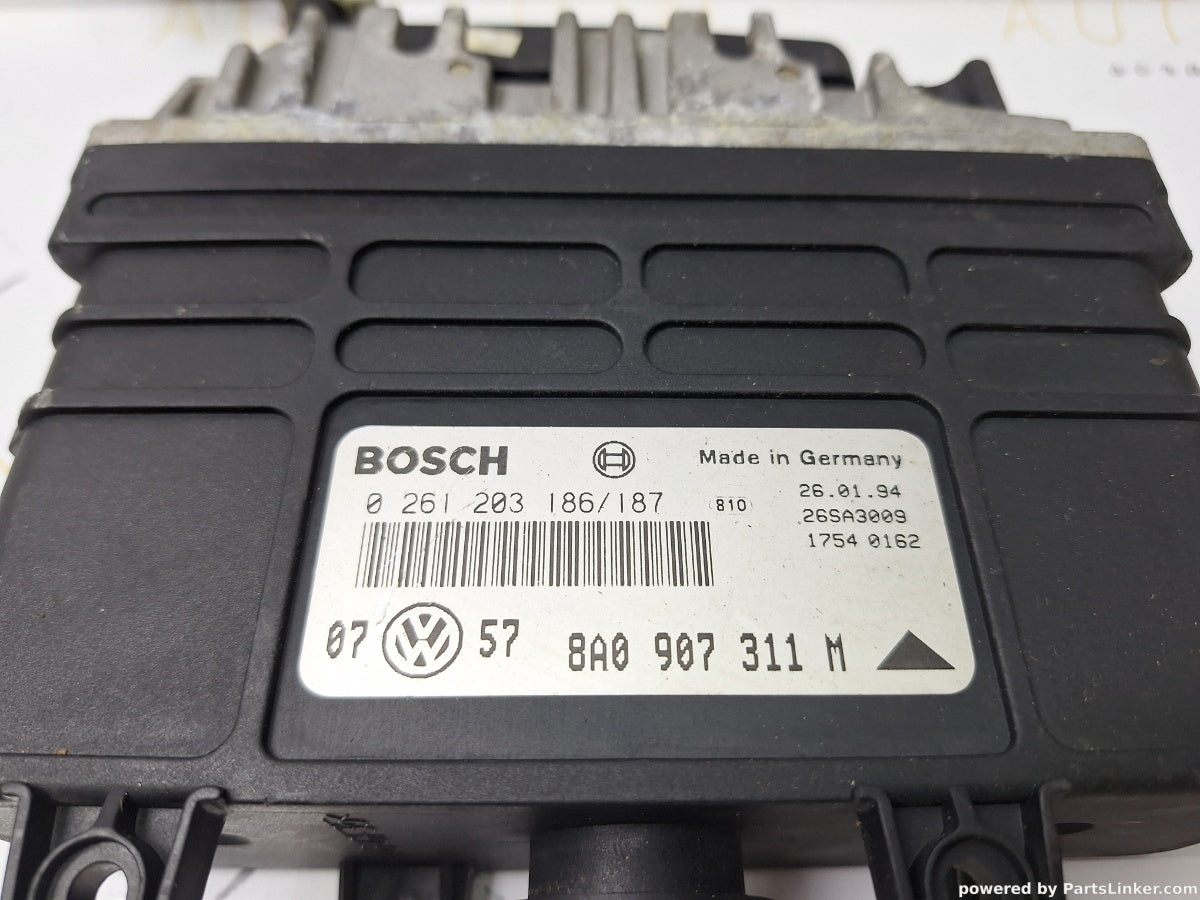 BOSCH Made in Germany
0 261 203 186/187 810 26.01.94
26SA3009
1754 0162
07 57 8A0 907 311 M
powered by PartsLinker.com